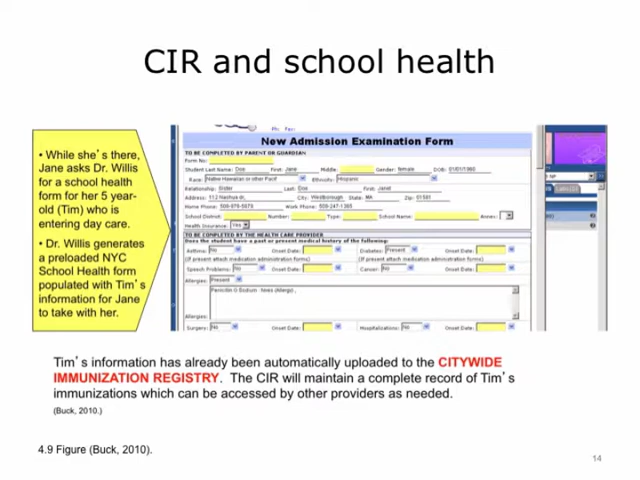 CIR and school health
• While she's there,
Jane asks Dr. Willis
for a school health
form for her 5 year-
old (Tim) who is
entering day care.
• Dr. Willis generates
a preloaded NYC
School Health form
populated with Tim's
information for Jane
to take with her.
New Admission Examination Form
TO BE COMPLETED BY PARENT OR GUARDIAN
Form No:
Student Last Name: Doe First: Jane Middle: Gender: female DOB: 01/01/1960
Race: Native Hawaiian or other Pacif Ethnicity: Hispanic
Relationship: Sister Last: Doe First: Janet
Address: City: Westborough State: MA Zip: 01581
Home Phone: Work Phone: 508-247-1365
School District: Number: Type: School Name: Annex:
Health Insurance: Yes
TO BE COMPLETED BY THE HEALTH CARE PROVIDER
Does the student have a past or present medical history of the following:
Asthma: No Onset Date: Diabetes: Present Onset Date:
(If present attach medication administration form) (If present attach medication administration forms)
Speech Problems: No Onset Date: Cancer: No Onset Date:
Allergies: Present
Penicillin G Sodium : hives (Allergy) ,
Allergies:
Surgery: No Onset Date: Hospitalizations: No Onset Date:
Tim's information has already been automatically uploaded to the CITYWIDE
IMMUNIZATION REGISTRY. The CIR will maintain a complete record of Tim's
immunizations which can be accessed by other providers as needed.
(Buck, 2010.)
4.9 Figure (Buck, 2010).
14